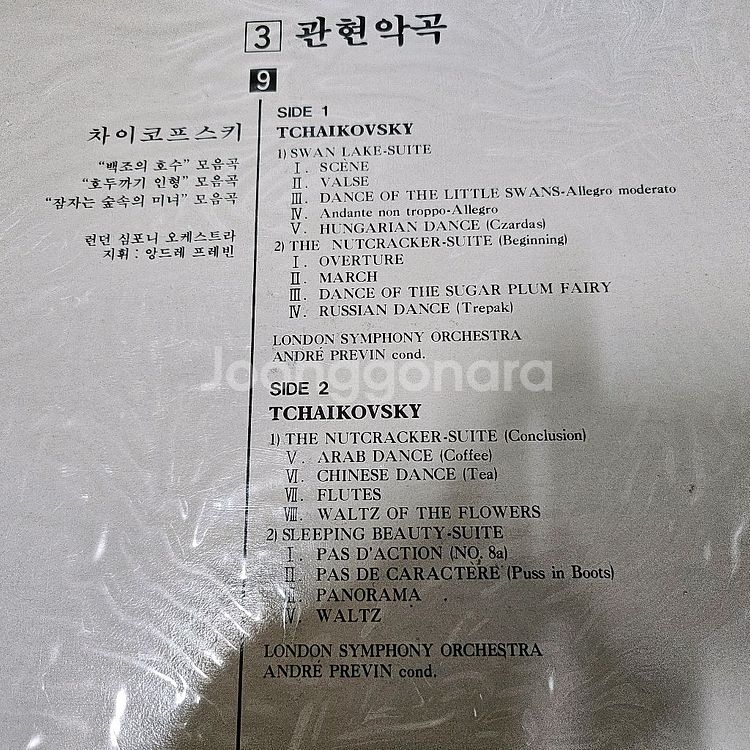 3 관현악곡
9
차이코프스키
"백조의 호수" 모음곡
"호두까기 인형" 모음곡
"잠자는 숲속의 미녀" 모음곡
런던 심포니 오케스트라
지휘 : 앙드레 프레빈
SIDE 1
TCHAIKOVSKY
1) SWAN LAKE-SUITE
Ⅰ. SCÈNE
Ⅱ. VALSE
Ⅲ. DANCE OF THE LITTLE SWANS-Allegro moderato
Ⅳ. Andante non troppo-Allegro
Ⅴ. HUNGARIAN DANCE (Czardas)
2) THE NUTCRACKER-SUITE (Beginning)
Ⅰ. OVERTURE
Ⅱ. MARCH
Ⅲ. DANCE OF THE SUGAR PLUM FAIRY
Ⅳ. RUSSIAN DANCE (Trepak)
LONDON SYMPHONY ORCHESTRA
ANDRÉ PREVIN cond.
Joonggonara
SIDE 2
TCHAIKOVSKY
1) THE NUTCRACKER-SUITE (Conclusion)
Ⅴ. ARAB DANCE (Coffee)
Ⅵ. CHINESE DANCE (Tea)
Ⅶ. FLUTES
Ⅷ. WALTZ OF THE FLOWERS
2) SLEEPING BEAUTY-SUITE
Ⅰ. PAS D'ACTION (NO. 8a)
Ⅱ. PAS DE CARACTÈRE (Puss in Boots)
PANORAMA
WALTZ
LONDON SYMPHONY ORCHESTRA
ANDRÉ PREVIN cond.